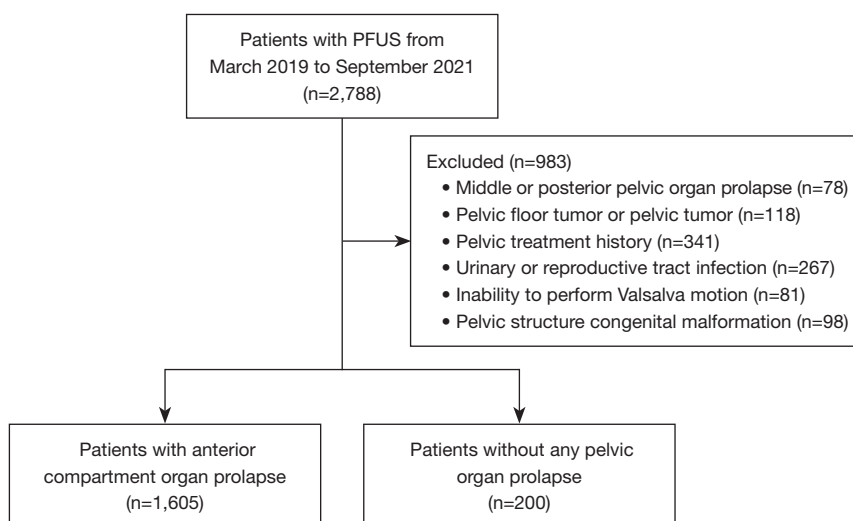 Patients with PFUS from
March 2019 to September 2021
(n=2,788)
Excluded (n=983)
• Middle or posterior pelvic organ prolapse (n=78)
• Pelvic floor tumor or pelvic tumor (n=118)
• Pelvic treatment history (n=341)
• Urinary or reproductive tract infection (n=267)
• Inability to perform Valsalva motion (n=81)
• Pelvic structure congenital malformation (n=98)
Patients with anterior
compartment organ prolapse
(n=1,605)
Patients without any pelvic
organ prolapse
(n=200)